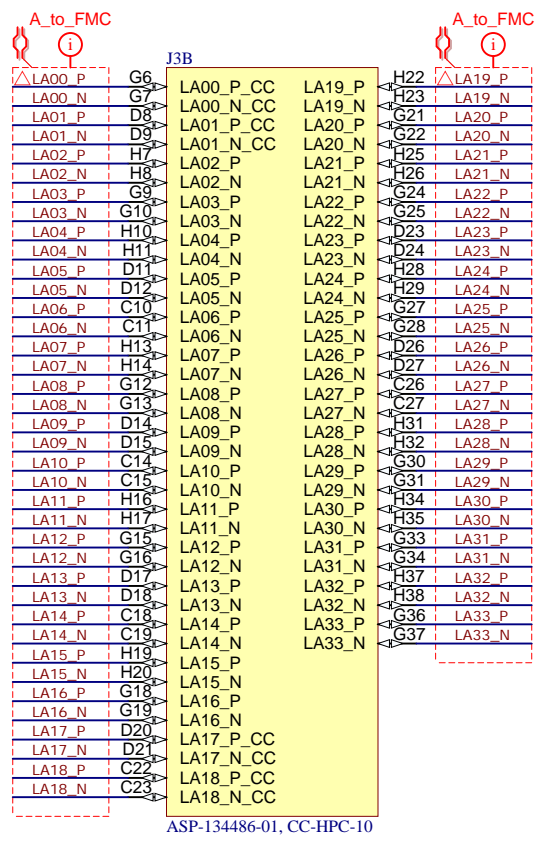 A_to_FMC A_to_FMC
i i
J3B
LA00_P G6 LA00_P_CC LA19_P H22 LA19_P
LA00_N G7 LA00_N_CC LA19_N H23 LA19_N
LA01_P D8 LA01_P_CC LA20_P G21 LA20_P
LA01_N D9 LA01_N_CC LA20_N G22 LA20_N
LA02_P H7 LA02_P LA21_P H25 LA21_P
LA02_N H8 LA02_N LA21_N H26 LA21_N
LA03_P G9 LA03_P LA22_P G24 LA22_P
LA03_N G10 LA03_N LA22_N G25 LA22_N
LA04_P H10 LA04_P LA23_P D23 LA23_P
LA04_N H11 LA04_N LA23_N D24 LA23_N
LA05_P D11 LA05_P LA24_P H28 LA24_P
LA05_N D12 LA05_N LA24_N H29 LA24_N
LA06_P C10 LA06_P LA25_P G27 LA25_P
LA06_N C11 LA06_N LA25_N G28 LA25_N
LA07_P H13 LA07_P LA26_P D26 LA26_P
LA07_N H14 LA07_N LA26_N D27 LA26_N
LA08_P G12 LA08_P LA27_P C26 LA27_P
LA08_N G13 LA08_N LA27_N C27 LA27_N
LA09_P D14 LA09_P LA28_P H31 LA28_P
LA09_N D15 LA09_N LA28_N H32 LA28_N
LA10_P C14 LA10_P LA29_P G30 LA29_P
LA10_N C15 LA10_N LA29_N G31 LA29_N
LA11_P H16 LA11_P LA30_P H34 LA30_P
LA11_N H17 LA11_N LA30_N H35 LA30_N
LA12_P G15 LA12_P LA31_P G33 LA31_P
LA12_N G16 LA12_N LA31_N G34 LA31_N
LA13_P D17 LA13_P LA32_P H37 LA32_P
LA13_N D18 LA13_N LA32_N H38 LA32_N
LA14_P C18 LA14_P LA33_P G36 LA33_P
LA14_N C19 LA14_N LA33_N G37 LA33_N
LA15_P H19 LA15_P
LA15_N H20 LA15_N
LA16_P G18 LA16_P
LA16_N G19 LA16_N
LA17_P D20 LA17_P_CC
LA17_N D21 LA17_N_CC
LA18_P C22 LA18_P_CC
LA18_N C23 LA18_N_CC
ASP-134486-01, CC-HPC-10